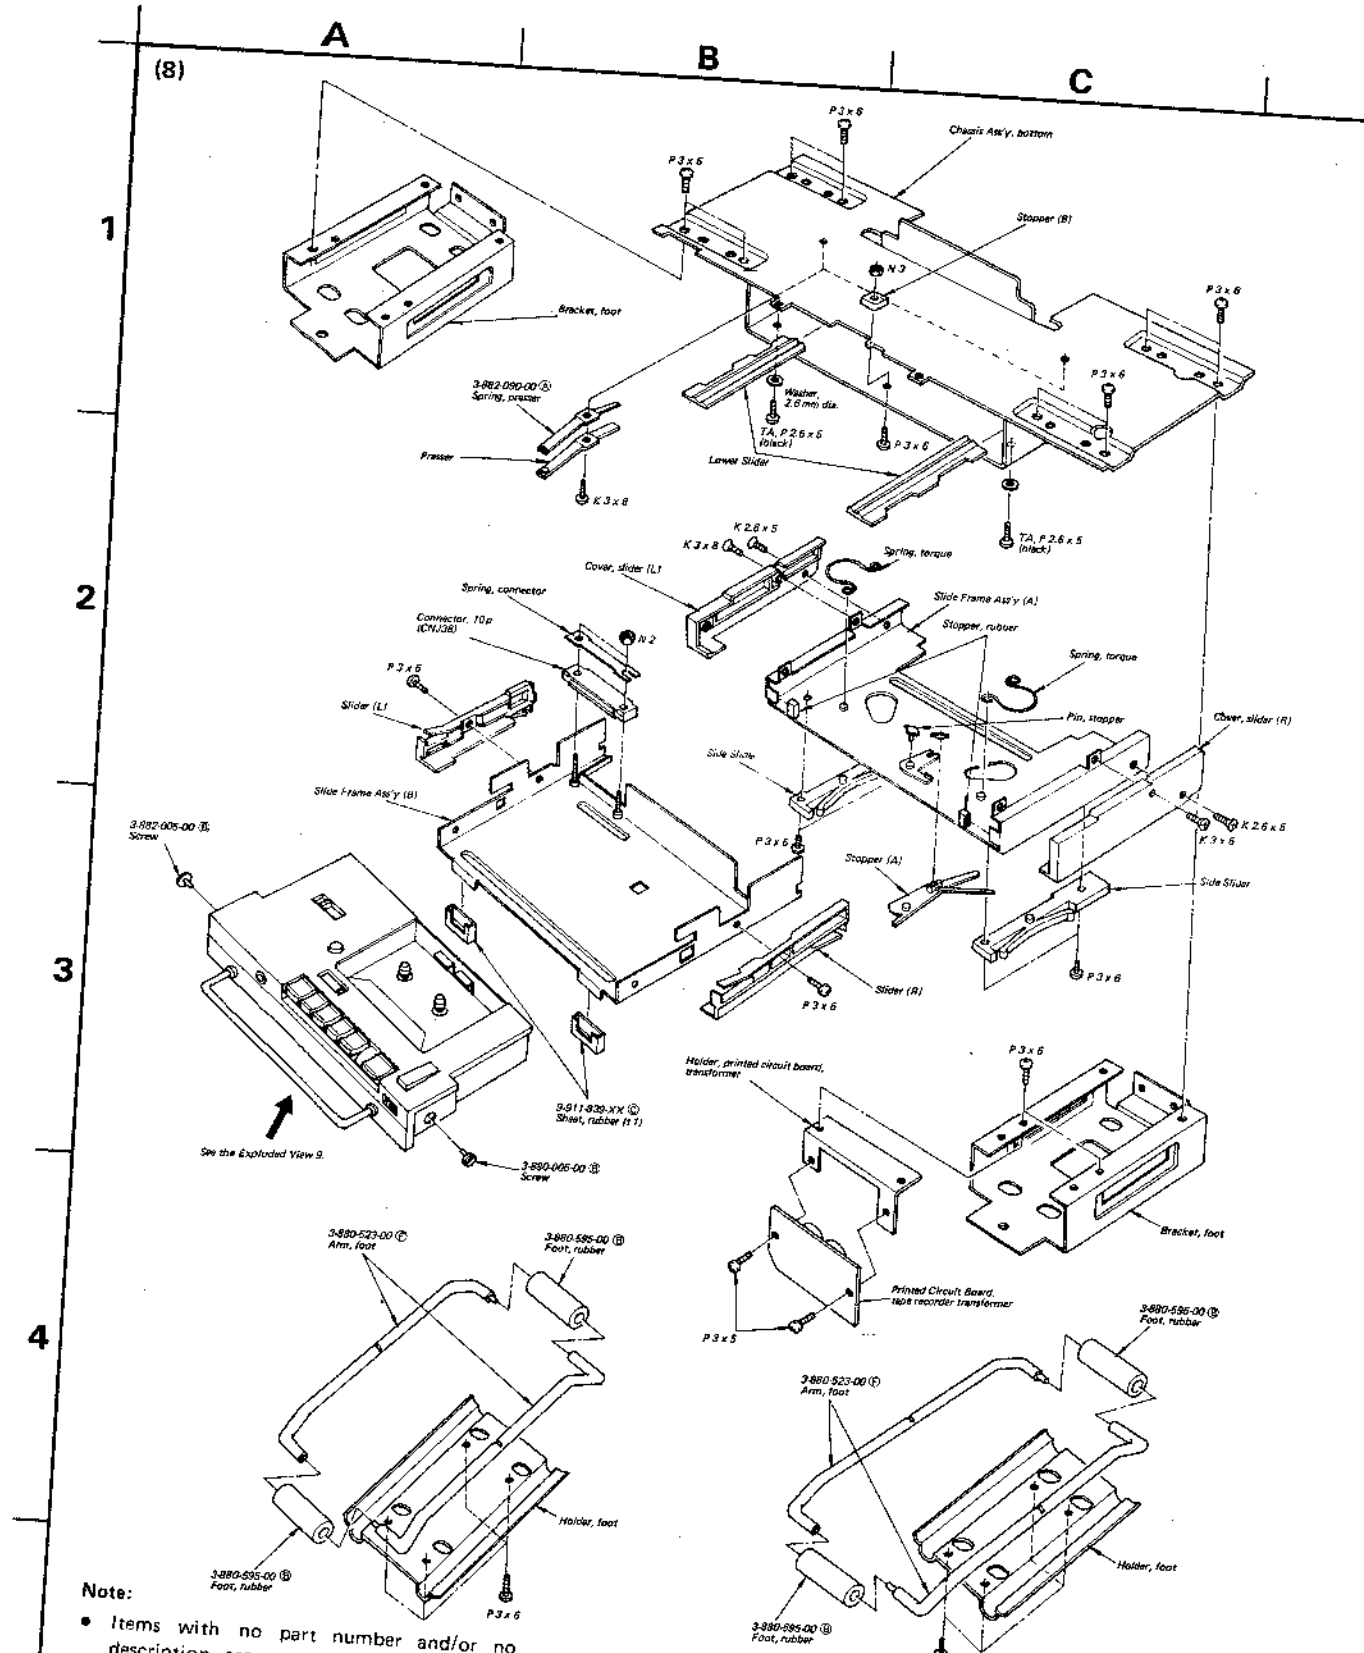 A
B
C
(8)
1
2
3
4
P 3 x 6
Chassis Ass'y, bottom
P 3 x 6
Stopper (B)
N 3
P 3 x 6
Bracket, foot
P 3 x 6
3-882-090-00 Ⓐ
Spring, presser
Washer,
2.6 mm dia.
TA, P 2.6 x 5
(black)
P 3 x 6
Presser
Lower Slider
K 3 x 8
TA, P 2.6 x 5
(black)
K 2.6 x 5
K 3 x 8
Spring, torque
Cover, slider (L)
Spring, connector
Slide Frame Ass'y (A)
Connector, 10p
(CNJ36)
Stopper, rubber
N 2
Spring, torque
P 3 x 6
Slider (L)
Pin, stopper
Cover, slider (R)
Side Slider
Slide Frame Ass'y (B)
3-882-005-00 Ⓑ
Screw
K 2.6 x 5
K 3 x 6
P 3 x 6
Stopper (A)
Side Slider
P 3 x 6
Slider (R)
P 3 x 6
P 3 x 6
Holder, printed circuit board,
transformer
9-911-839-XX Ⓒ
Sheet, rubber (t 1)
See the Exploded View 9.
3-880-005-00 Ⓑ
Screw
3-880-523-00 Ⓕ
Arm, foot
3-880-595-00 Ⓑ
Foot, rubber
Bracket, foot
Printed Circuit Board,
tape recorder transformer
P 3 x 5
3-880-595-00 Ⓑ
Foot, rubber
3-880-523-00 Ⓕ
Arm, foot
Holder, foot
3-880-595-00 Ⓑ
Foot, rubber
P 3 x 6
Holder, foot
3-880-595-00 Ⓑ
Foot, rubber
Note:
• Items with no part number and/or no
description